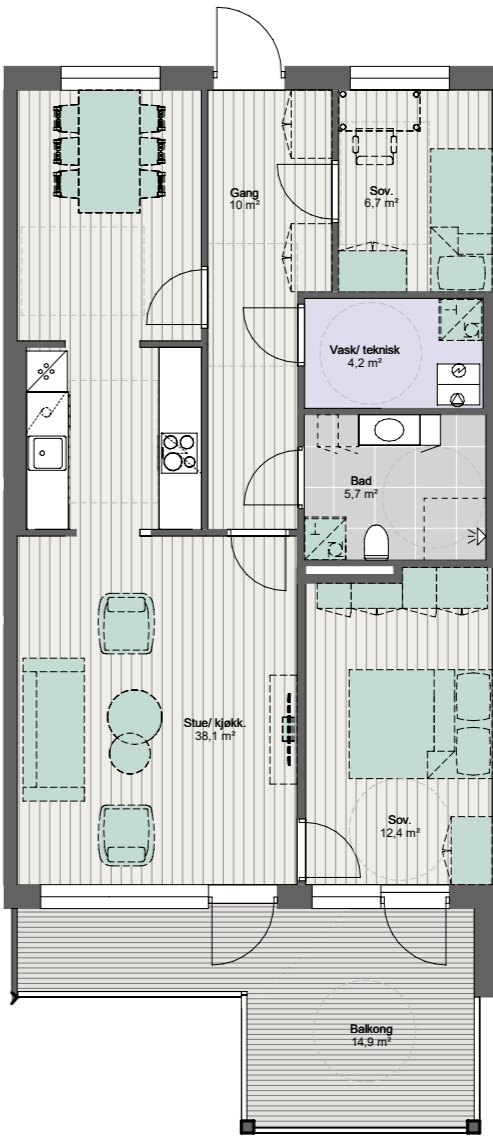 Gang
10 m²
Sov.
6,7 m²
Vask/ teknisk
4,2 m²
Bad
5,7 m²
Stue/ kjøkk.
38,1 m²
Sov.
12,4 m²
Balkong
14,9 m²